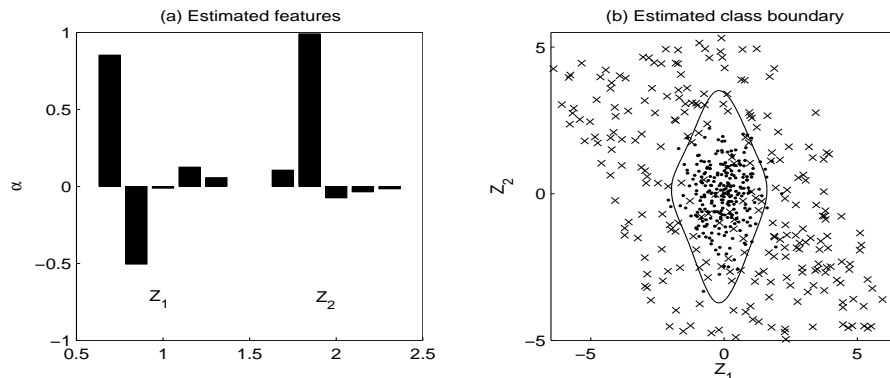 (a) Estimated features
1
0.5
0
−0.5
−1
α
Z1
Z2
0.5 1 1.5 2 2.5
(b) Estimated class boundary
5
0
−5
Z2
−5 0 5
Z1